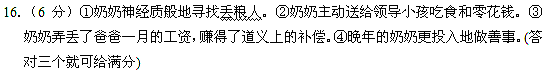 16.（6 分）①奶奶神经质般地寻找丢粮人。②奶奶主动送给领导小孩吃食和零花钱。③
奶奶弄丢了爸爸一月的工资，赚得了道义上的补偿。④晚年的奶奶更投入地做善事。(答
对三个就可给满分)